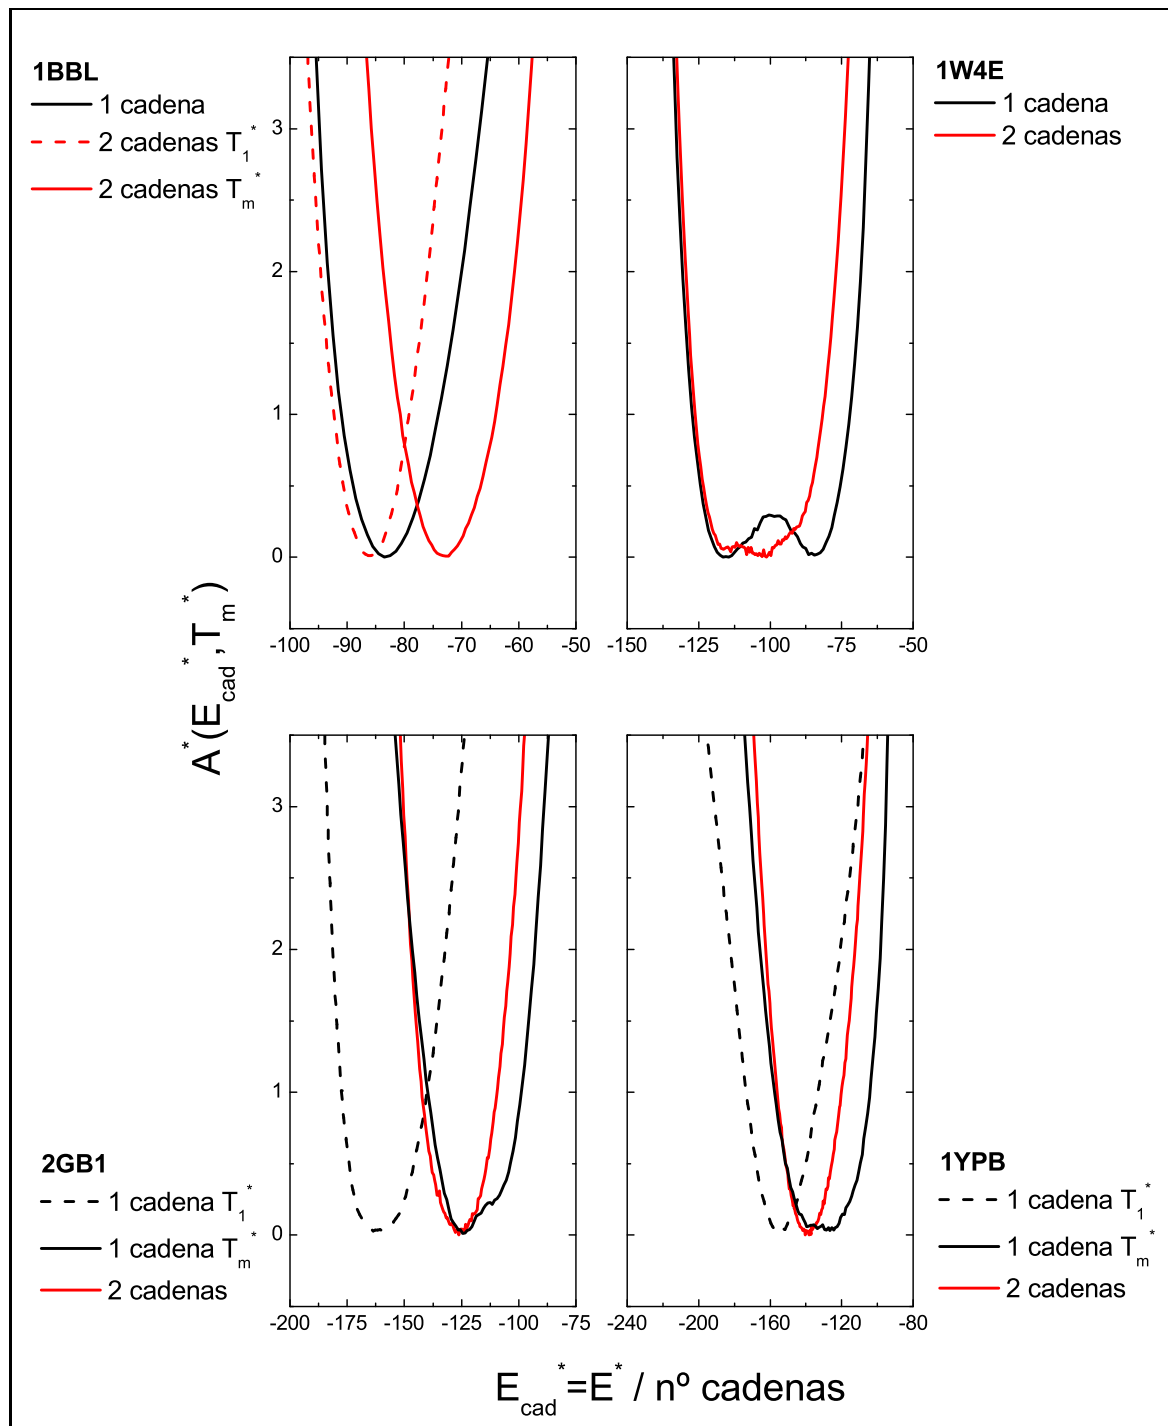 1BBL
1 cadena
2 cadenas T1*
2 cadenas Tm*
1W4E
1 cadena
2 cadenas
3
2
1
0
-100 -90 -80 -70 -60 -50
-150 -125 -100 -75 -50
A*(Ecad*,Tm*)
3
2
1
0
2GB1
1 cadena T1*
1 cadena Tm*
2 cadenas
1YPB
1 cadena T1*
1 cadena Tm*
2 cadenas
-200 -175 -150 -125 -100 -75
-240 -200 -160 -120 -80
Ecad*=E* / nº cadenas